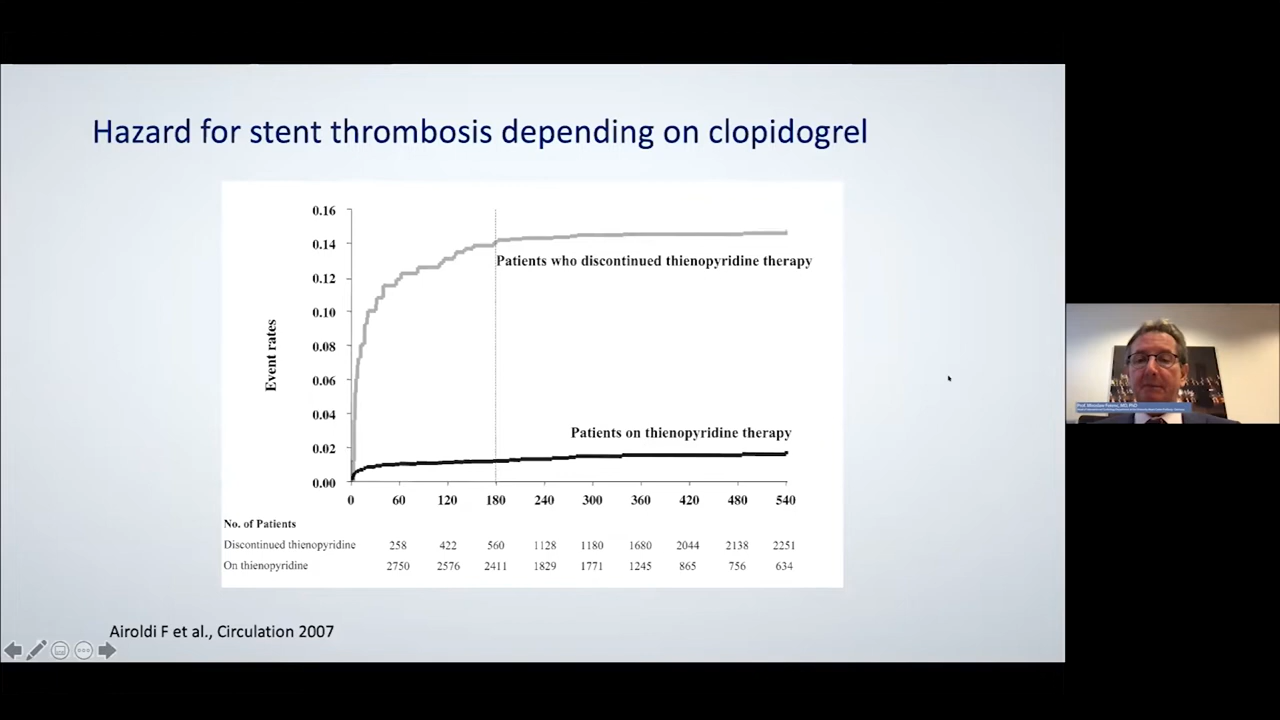 Hazard for stent thrombosis depending on clopidogrel
0.16
0.14
0.12
0.10
0.08
0.06
0.04
0.02
0.00
Event rates
Patients who discontinued thienopyridine therapy
Patients on thienopyridine therapy
0 60 120 180 240 300 360 420 480 540
No. of Patients
Discontinued thienopyridine 258 422 560 1128 1180 1680 2044 2138 2251
On thienopyridine 2750 2576 2411 1829 1771 1245 865 756 634
Airoldi F et al., Circulation 2007